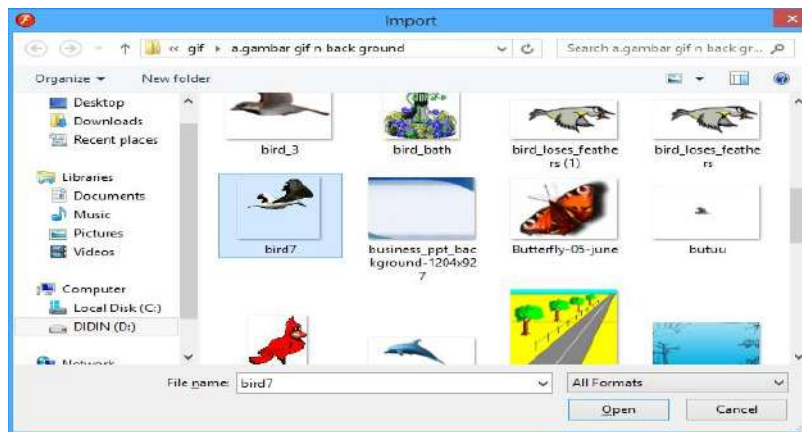 Import
« gif a.gambar gif n back ground
Search a.gambar gif n back gr...
Organize
New folder
Desktop
Downloads
Recent places
Libraries
Documents
Music
Pictures
Videos
Computer
Local Disk (C:)
DIDIN (D:)
Network
bird_3
bird_bath
bird_loses_feathe
rs (1)
bird_loses_feathe
rs
bird7
business_ppt_bac
kground-1204x92
7
Butterfly-05-june
butuu
File name:
bird7
All Formats
Open
Cancel